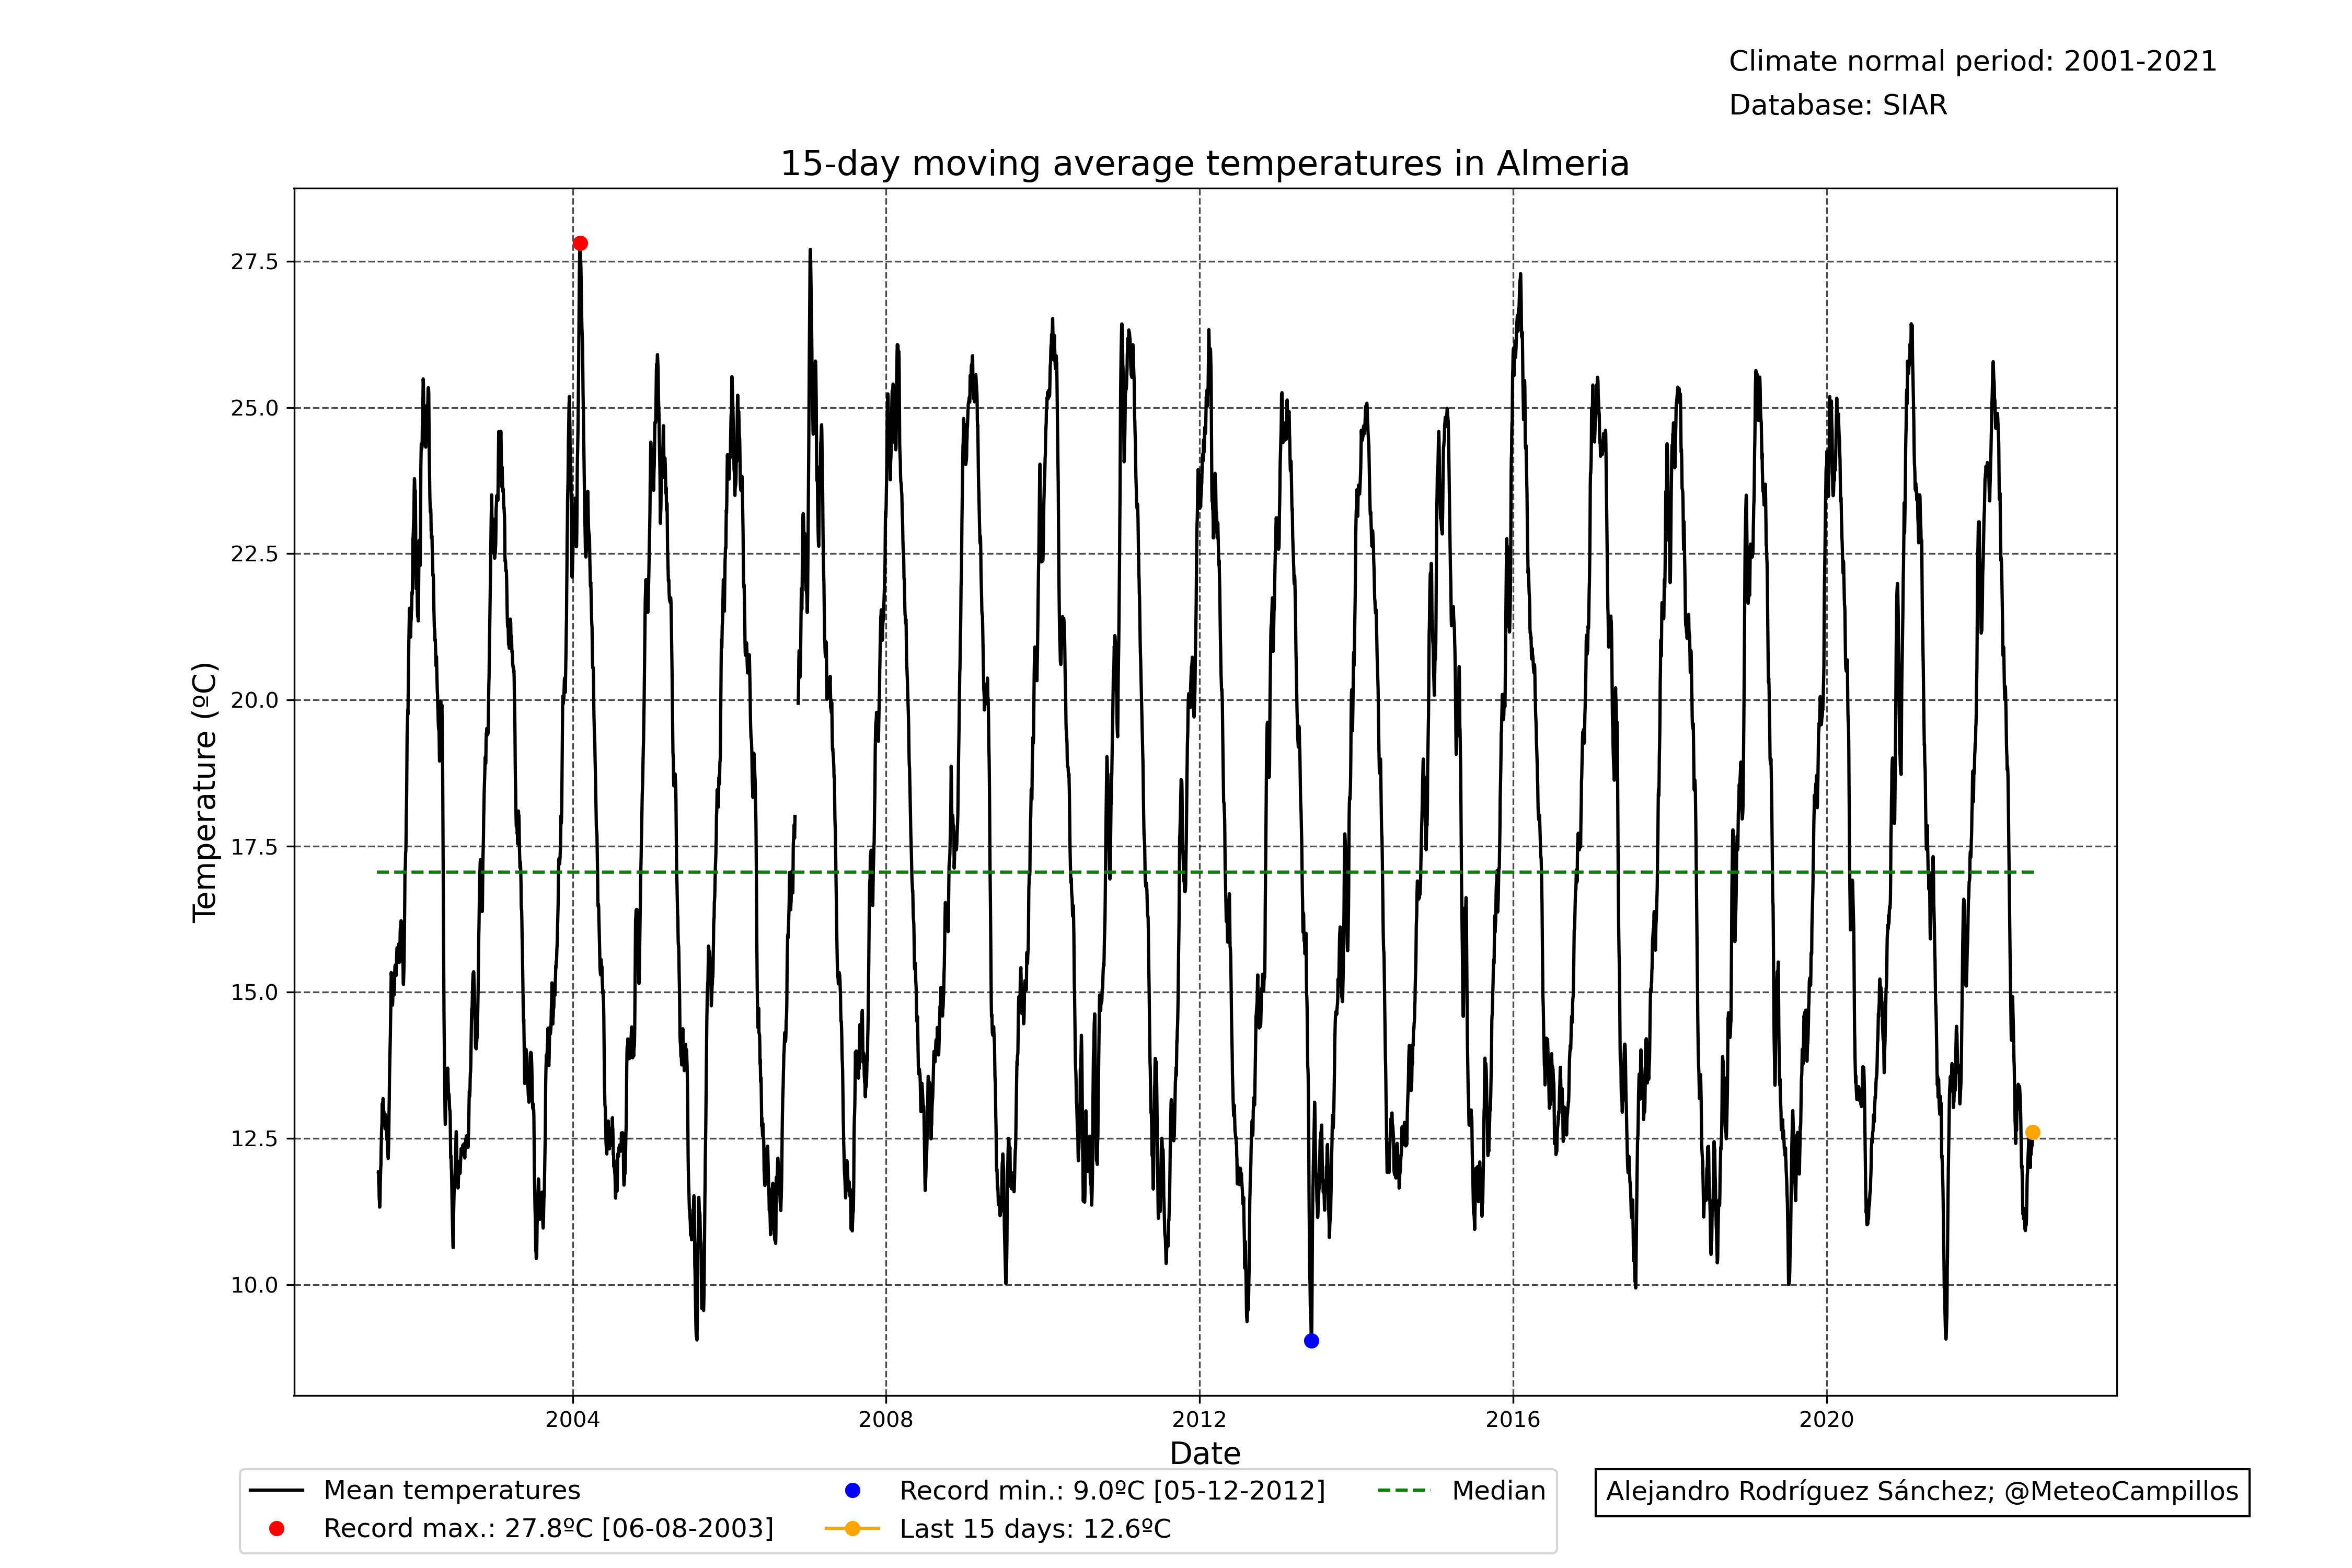 Climate normal period: 2001-2021
Database: SIAR
15-day moving average temperatures in Almeria
27.5
25.0
22.5
20.0
17.5
15.0
12.5
10.0
Temperature (ºC)
2004 2008 2012 2016 2020
Date
Mean temperatures
Record max.: 27.8ºC [06-08-2003]
Record min.: 9.0ºC [05-12-2012]
Last 15 days: 12.6ºC
Median
Alejandro Rodríguez Sánchez; @MeteoCampillos